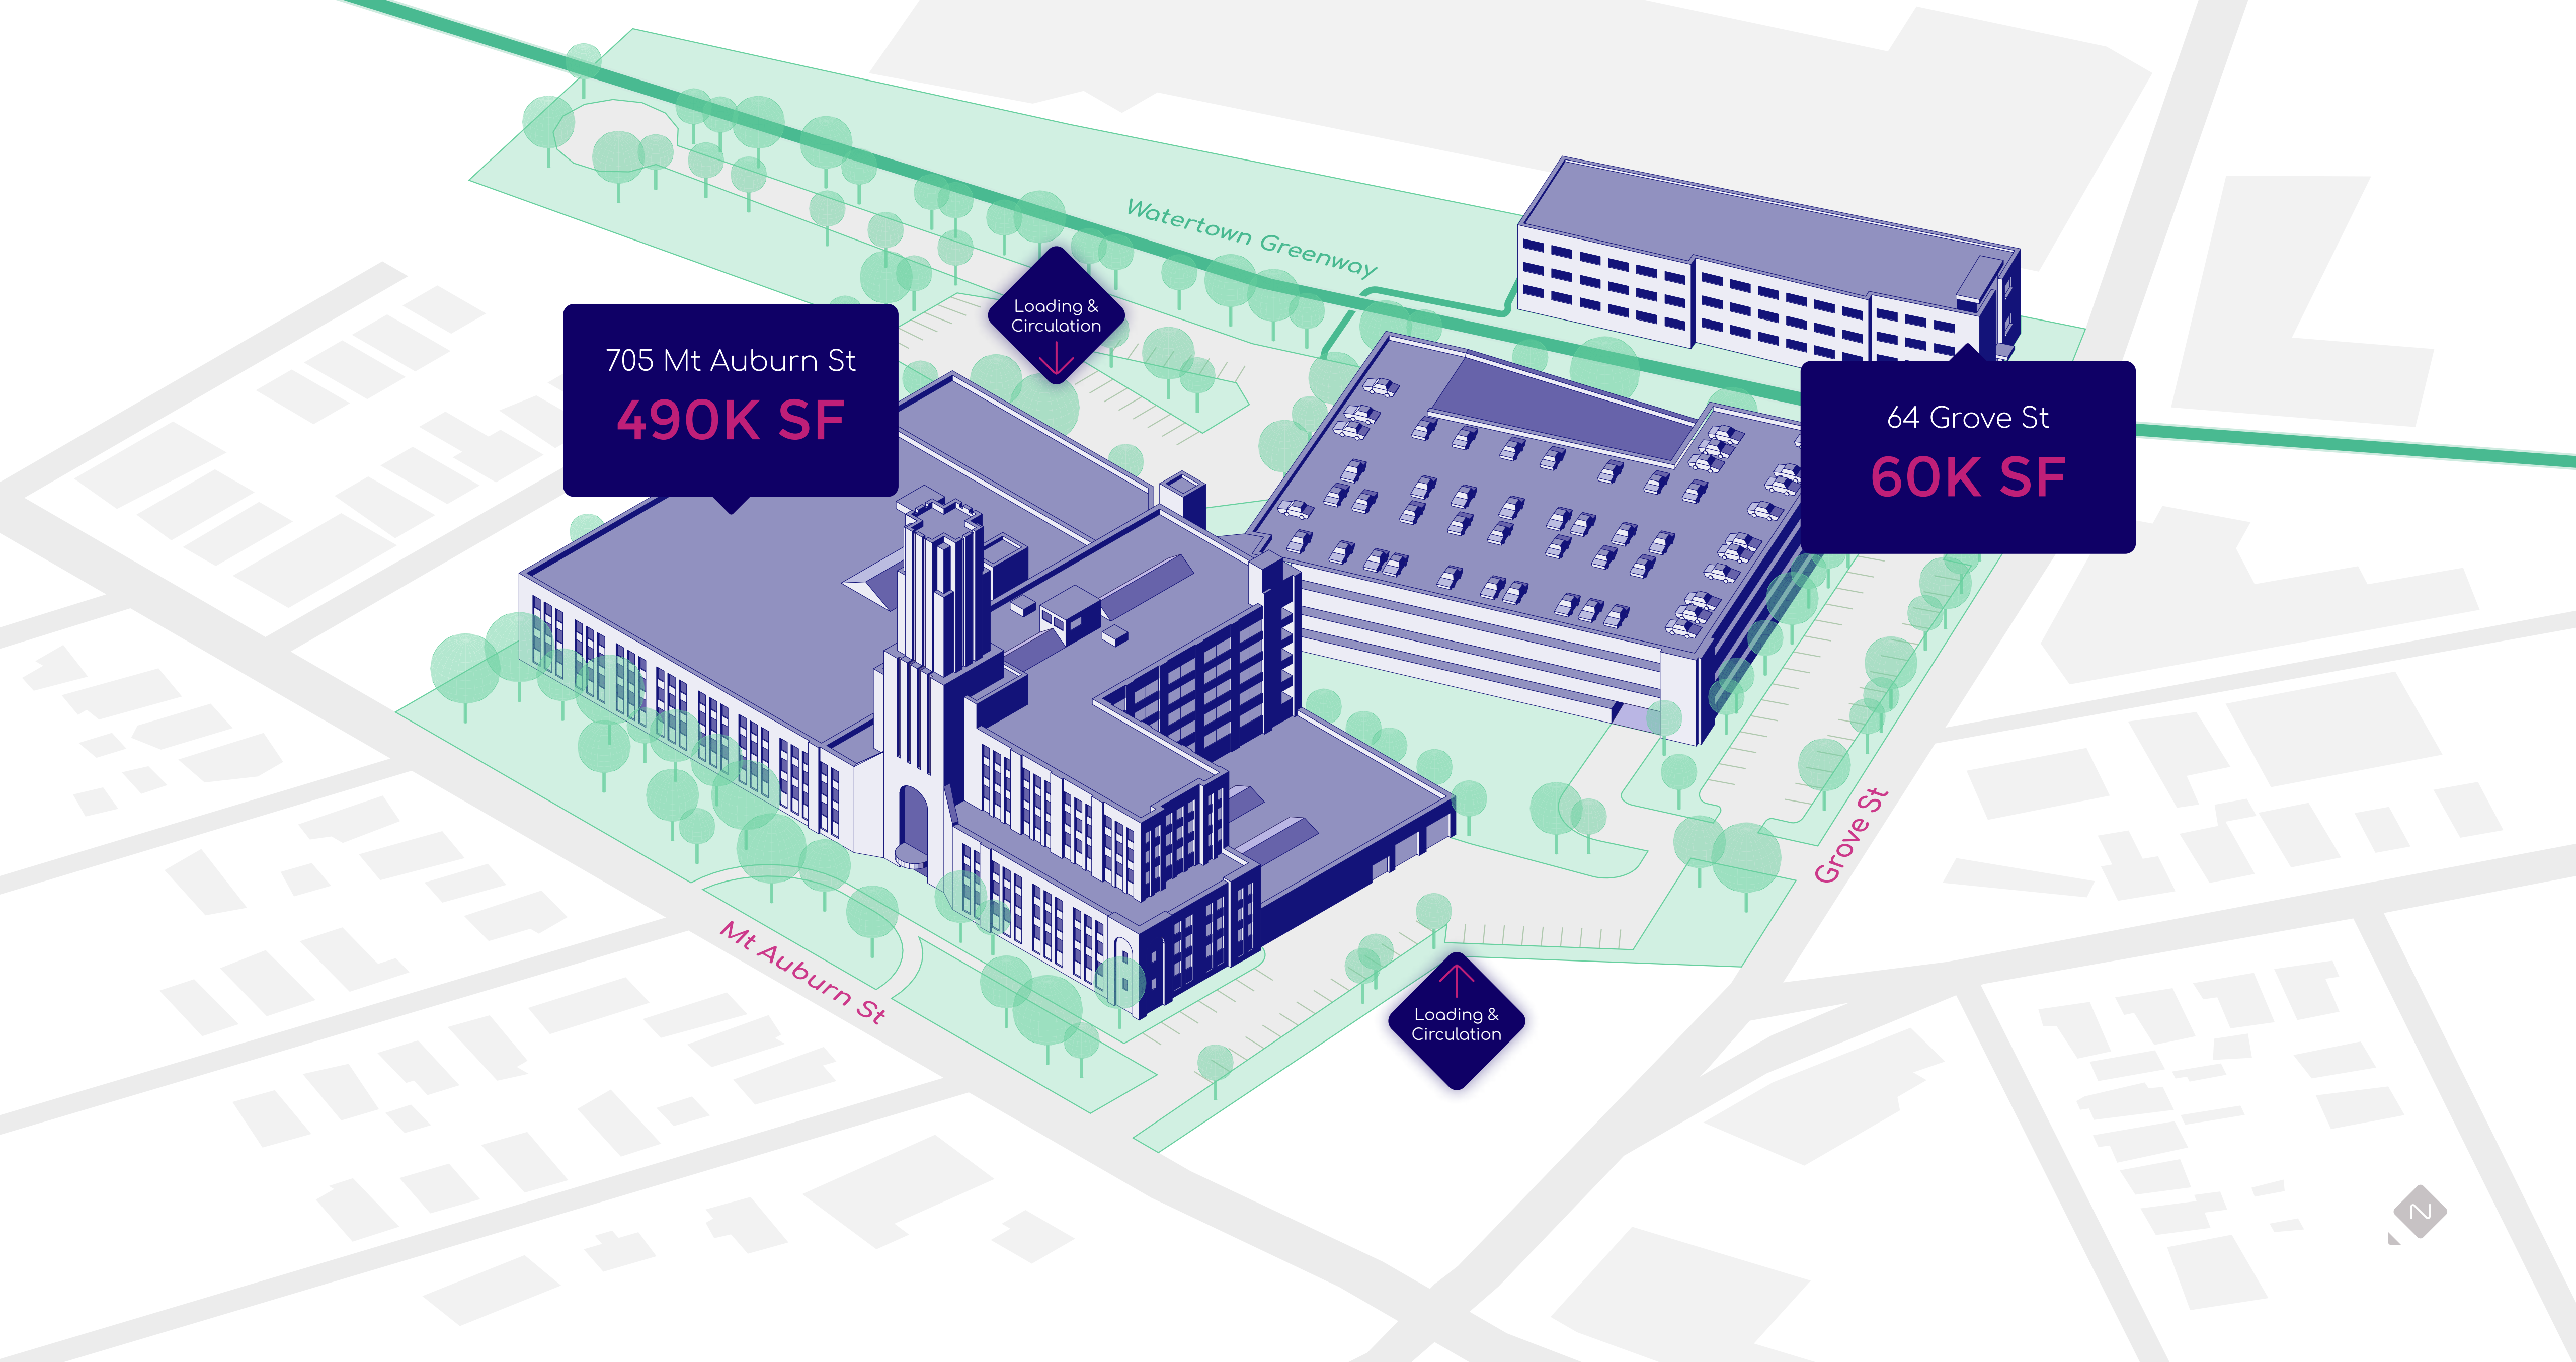 Watertown Greenway
Loading &
Circulation
705 Mt Auburn St
490K SF
64 Grove St
60K SF
Grove St
Mt Auburn St
Loading &
Circulation
N